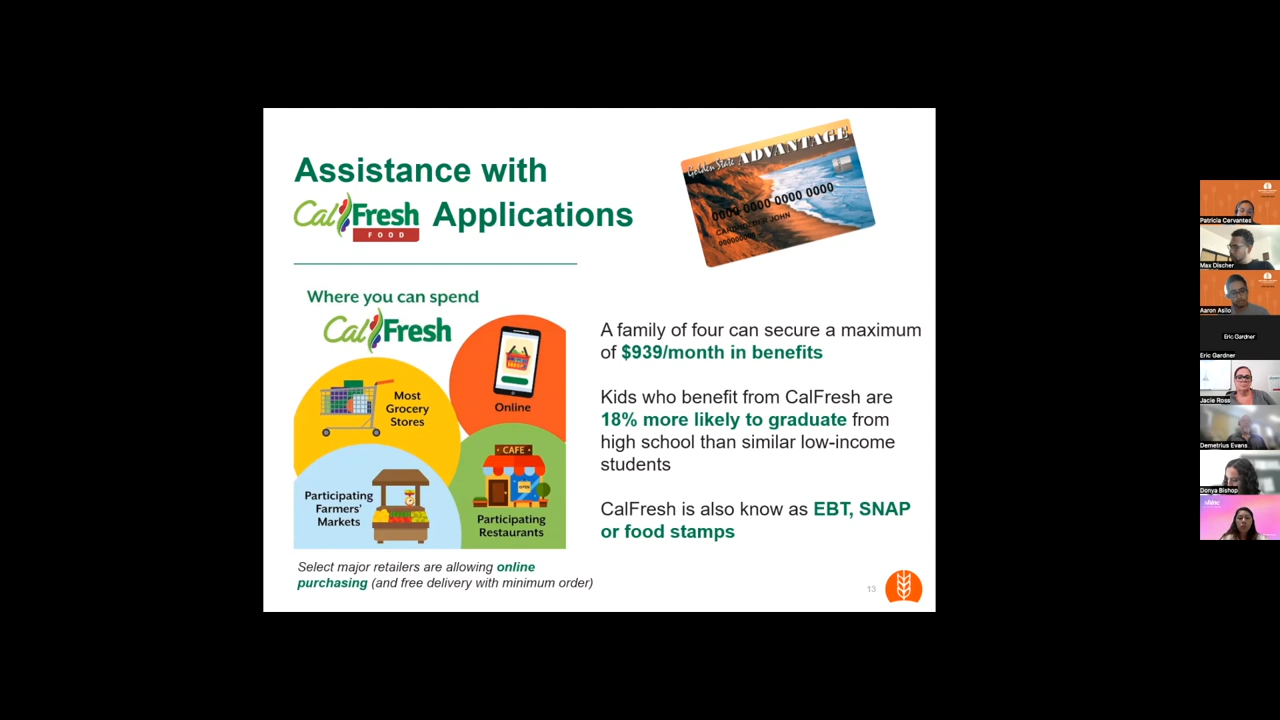 Assistance with
CalFresh Applications
FOOD
Golden State ADVANTAGE
0000 0000 0000 0000
CARDHOLDER JOHN
Where you can spend
CalFresh
Online
Most
Grocery
Stores
CAFE
OPEN
Participating
Farmers'
Markets
Participating
Restaurants
A family of four can secure a maximum
of $939/month in benefits
Kids who benefit from CalFresh are
18% more likely to graduate from
high school than similar low-income
students
CalFresh is also know as EBT, SNAP
or food stamps
Select major retailers are allowing online
purchasing (and free delivery with minimum order)
13
Patricia Cervantes
Max Discher
Aaron Asilo
Eric Gardner
Eric Gardner
Jacie Ross
Demetrius Evans
Donya Bishop
shine